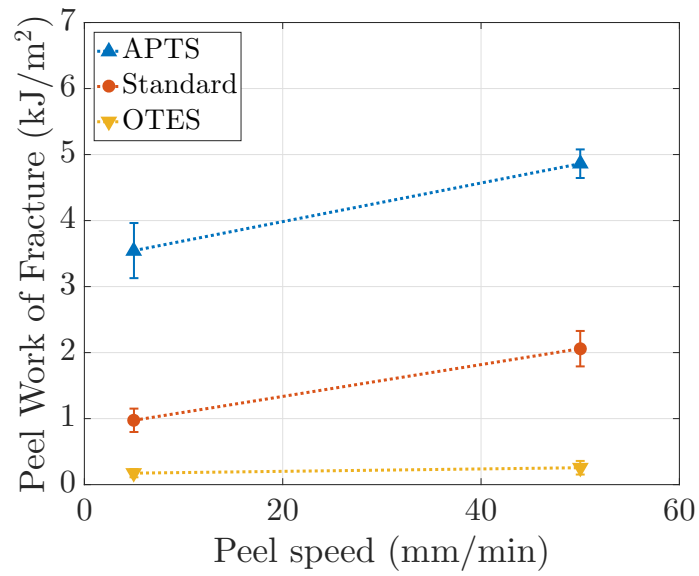 7
6
5
4
3
2
1
0
Peel Work of Fracture (kJ/m²)
APTS
Standard
OTES
0 20 40 60
Peel speed (mm/min)